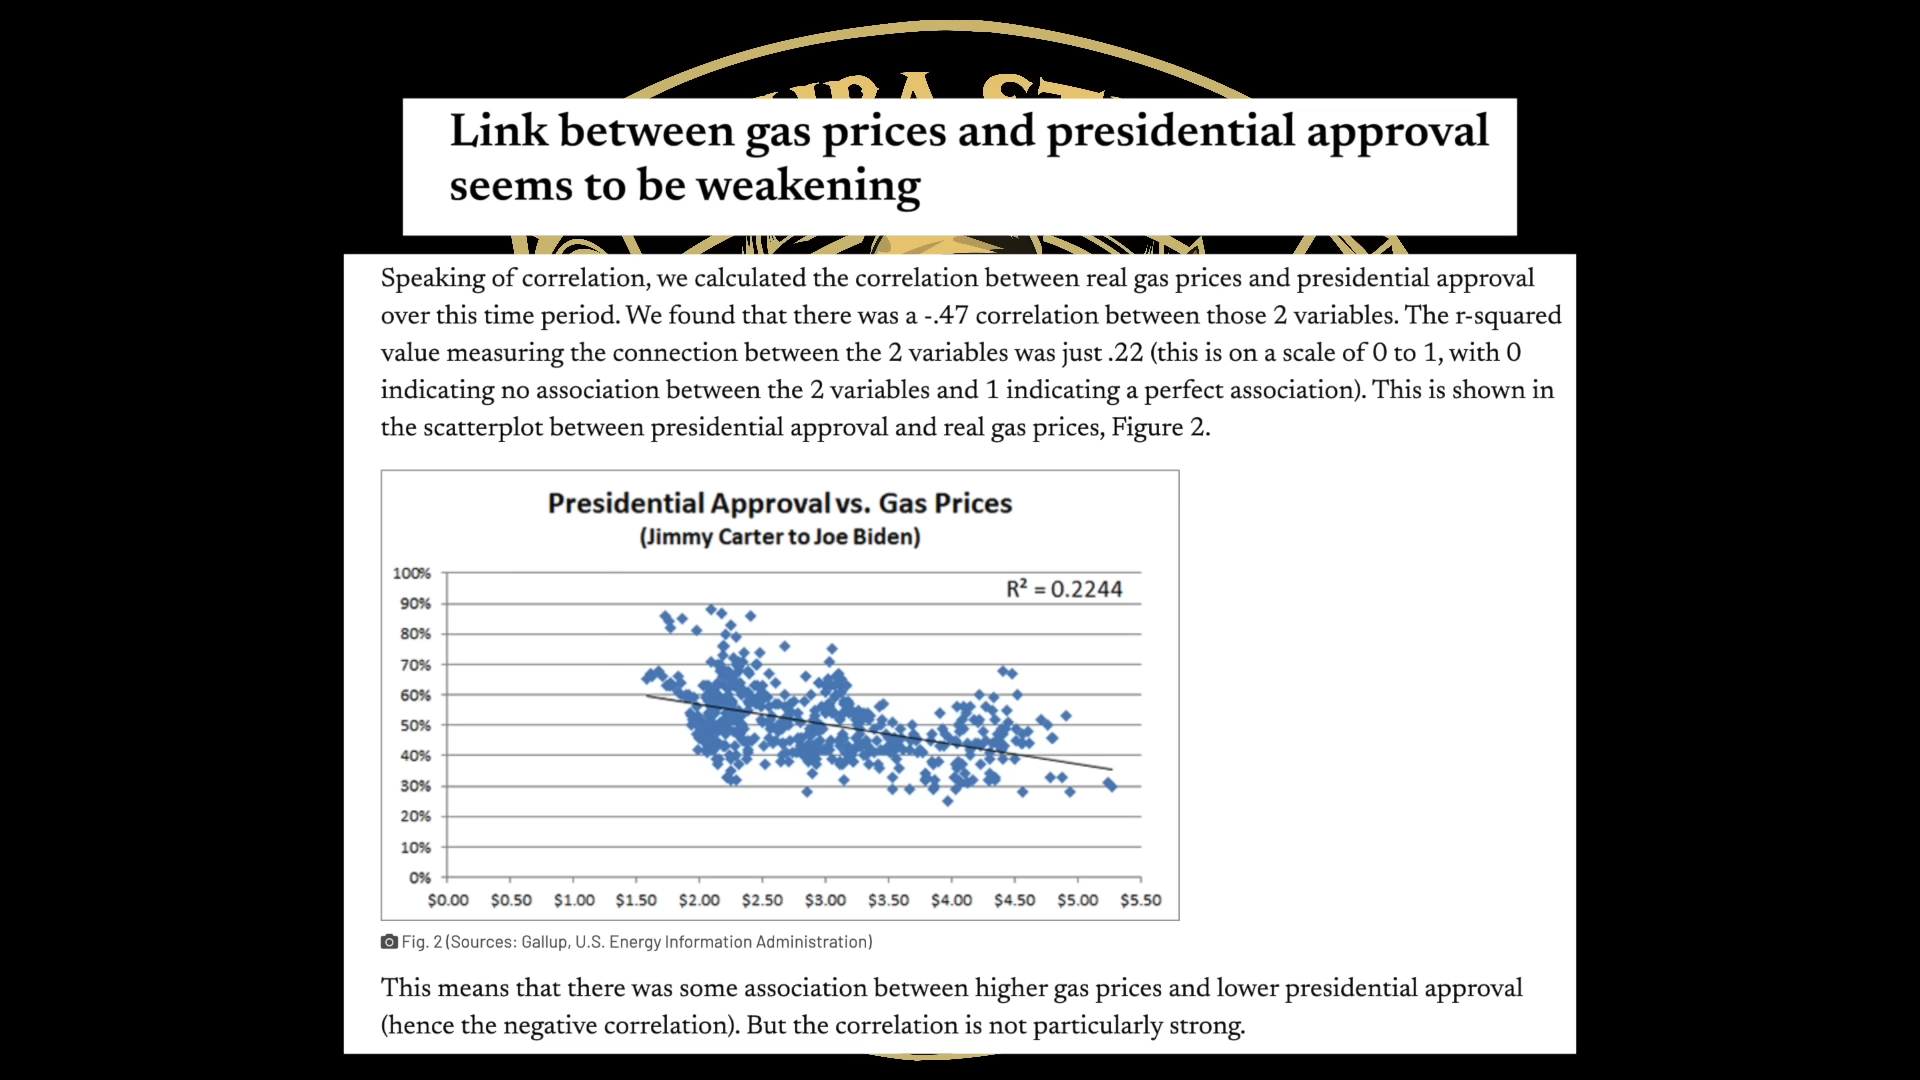 Link between gas prices and presidential approval
seems to be weakening
Speaking of correlation, we calculated the correlation between real gas prices and presidential approval
over this time period. We found that there was a -.47 correlation between those 2 variables. The r-squared
value measuring the connection between the 2 variables was just .22 (this is on a scale of 0 to 1, with 0
indicating no association between the 2 variables and 1 indicating a perfect association). This is shown in
the scatterplot between presidential approval and real gas prices, Figure 2.
Presidential Approval vs. Gas Prices
(Jimmy Carter to Joe Biden)
R² = 0.2244
100%
90%
80%
70%
60%
50%
40%
30%
20%
10%
0%
$0.00 $0.50 $1.00 $1.50 $2.00 $2.50 $3.00 $3.50 $4.00 $4.50 $5.00 $5.50
Fig. 2 (Sources: Gallup, U.S. Energy Information Administration)
This means that there was some association between higher gas prices and lower presidential approval
(hence the negative correlation). But the correlation is not particularly strong.